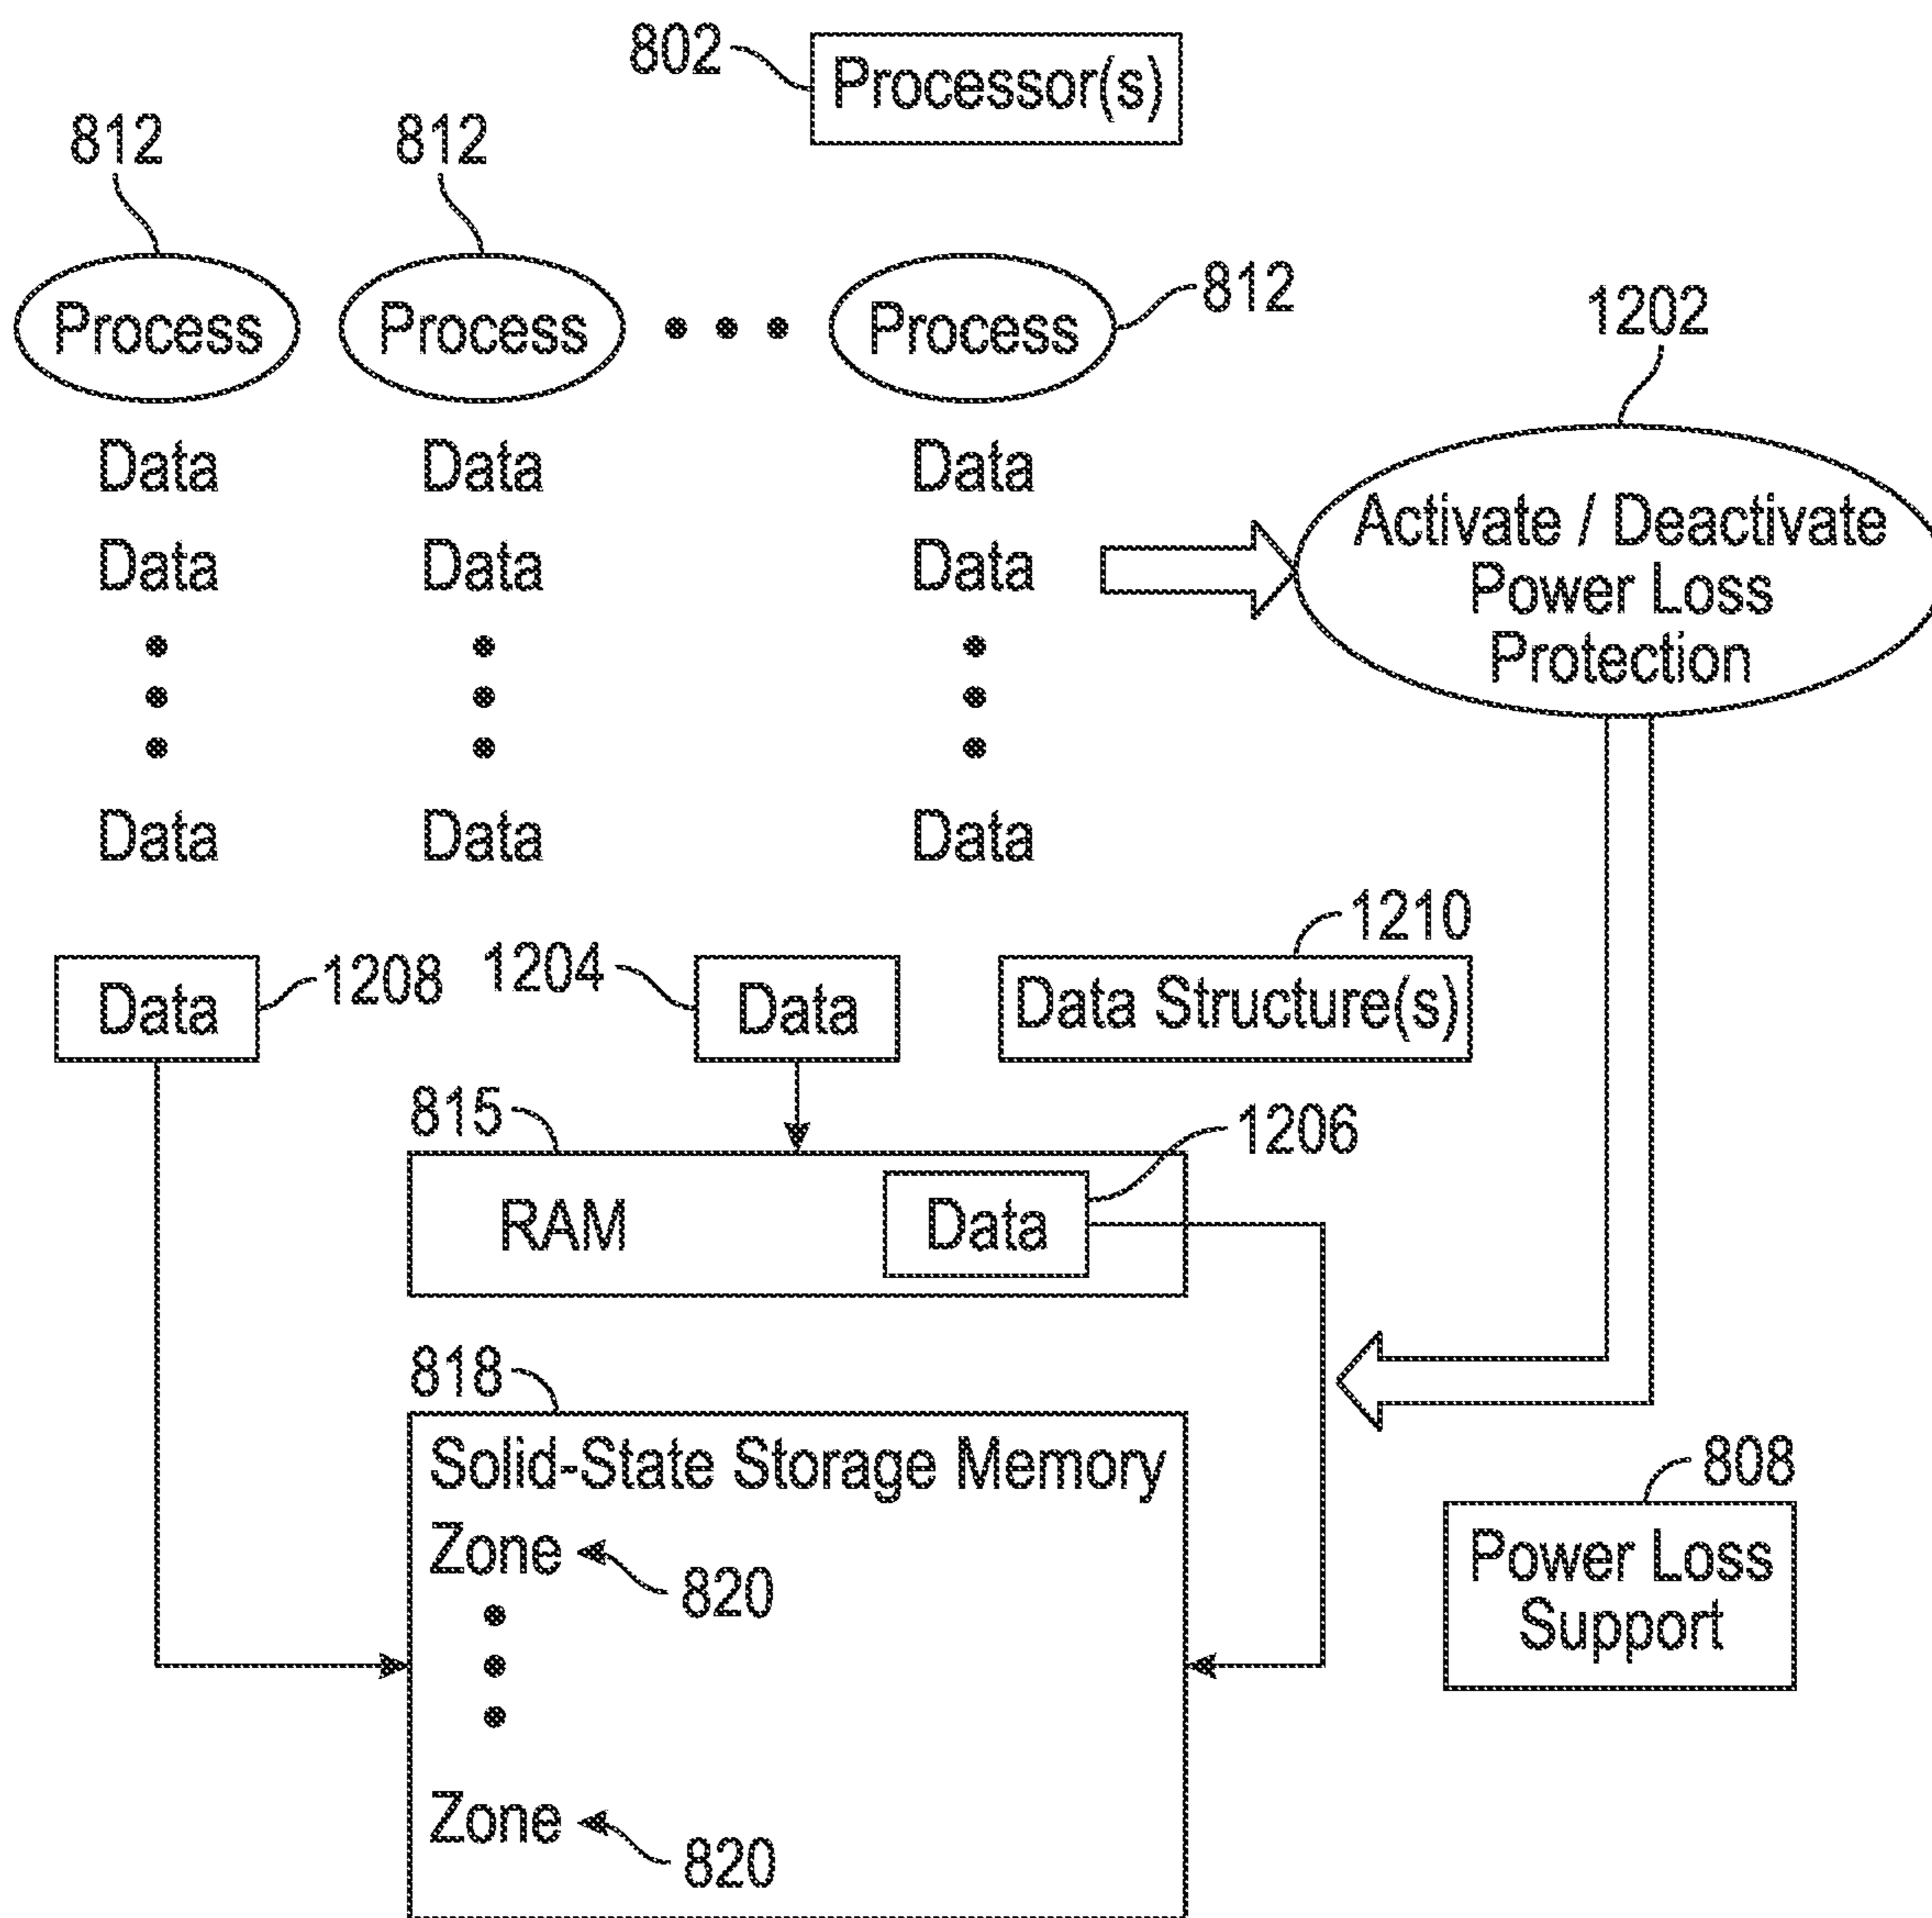 802 Processor(s)
812 812
Process Process • • • Process 812
1202
Data Data Data
Activate / Deactivate
Power Loss
Protection
Data Data Data
• • •
• • •
• • •
Data Data Data
1210
Data 1208 1204 Data Data Structure(s)
815 1206
RAM Data
818
Solid-State Storage Memory
808
Power Loss
Support
Zone 820
•
•
•
Zone 820